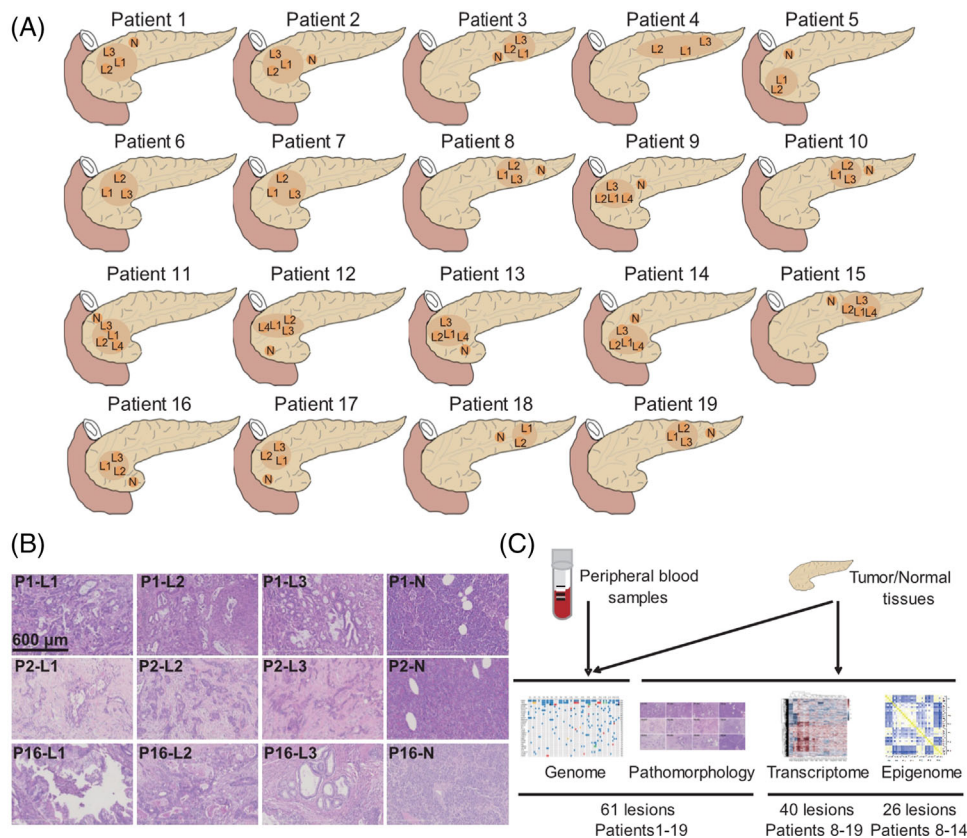 (A)
Patient 1 Patient 2 Patient 3 Patient 4 Patient 5
L3 N L1 L2
L3 L1 N L2
L3 L2 L1 N
L3 L2 L1
N L1 L2
Patient 6 Patient 7 Patient 8 Patient 9 Patient 10
L2 L1 L3
L2 L1 L3
L2 L1 N L3
L3 N L2 L1 L4
L2 L1 N L3
Patient 11 Patient 12 Patient 13 Patient 14 Patient 15
N L3 L1 L2 L4
L4 L1 L2 L3 N
L3 L2 L1 L4 N
N L3 L2 L1 L4
N L3 L2 L1 L4
Patient 16 Patient 17 Patient 18 Patient 19
L3 L1 L2 N
L3 L2 L1 N
L1 N L2
L2 L1 N L3
(B)
P1-L1 P1-L2 P1-L3 P1-N
600 µm
P2-L1 P2-L2 P2-L3 P2-N
P16-L1 P16-L2 P16-L3 P16-N
(C)
Peripheral blood
samples
Tumor/Normal
tissues
Genome Pathomorphology Transcriptome Epigenome
61 lesions 40 lesions 26 lesions
Patients1-19 Patients 8-19 Patients 8-14